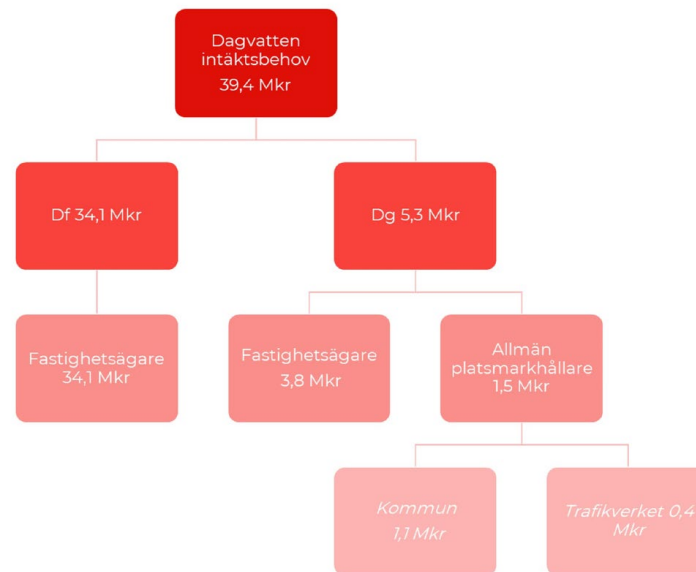 Dagvatten
intäktsbehov
39,4 Mkr
Df 34,1 Mkr
Dg 5,3 Mkr
Fastighetsägare
34,1 Mkr
Fastighetsägare
3,8 Mkr
Allmän
platsmarkhållare
1,5 Mkr
Kommun
1,1 Mkr
Trafikverket 0,4
Mkr